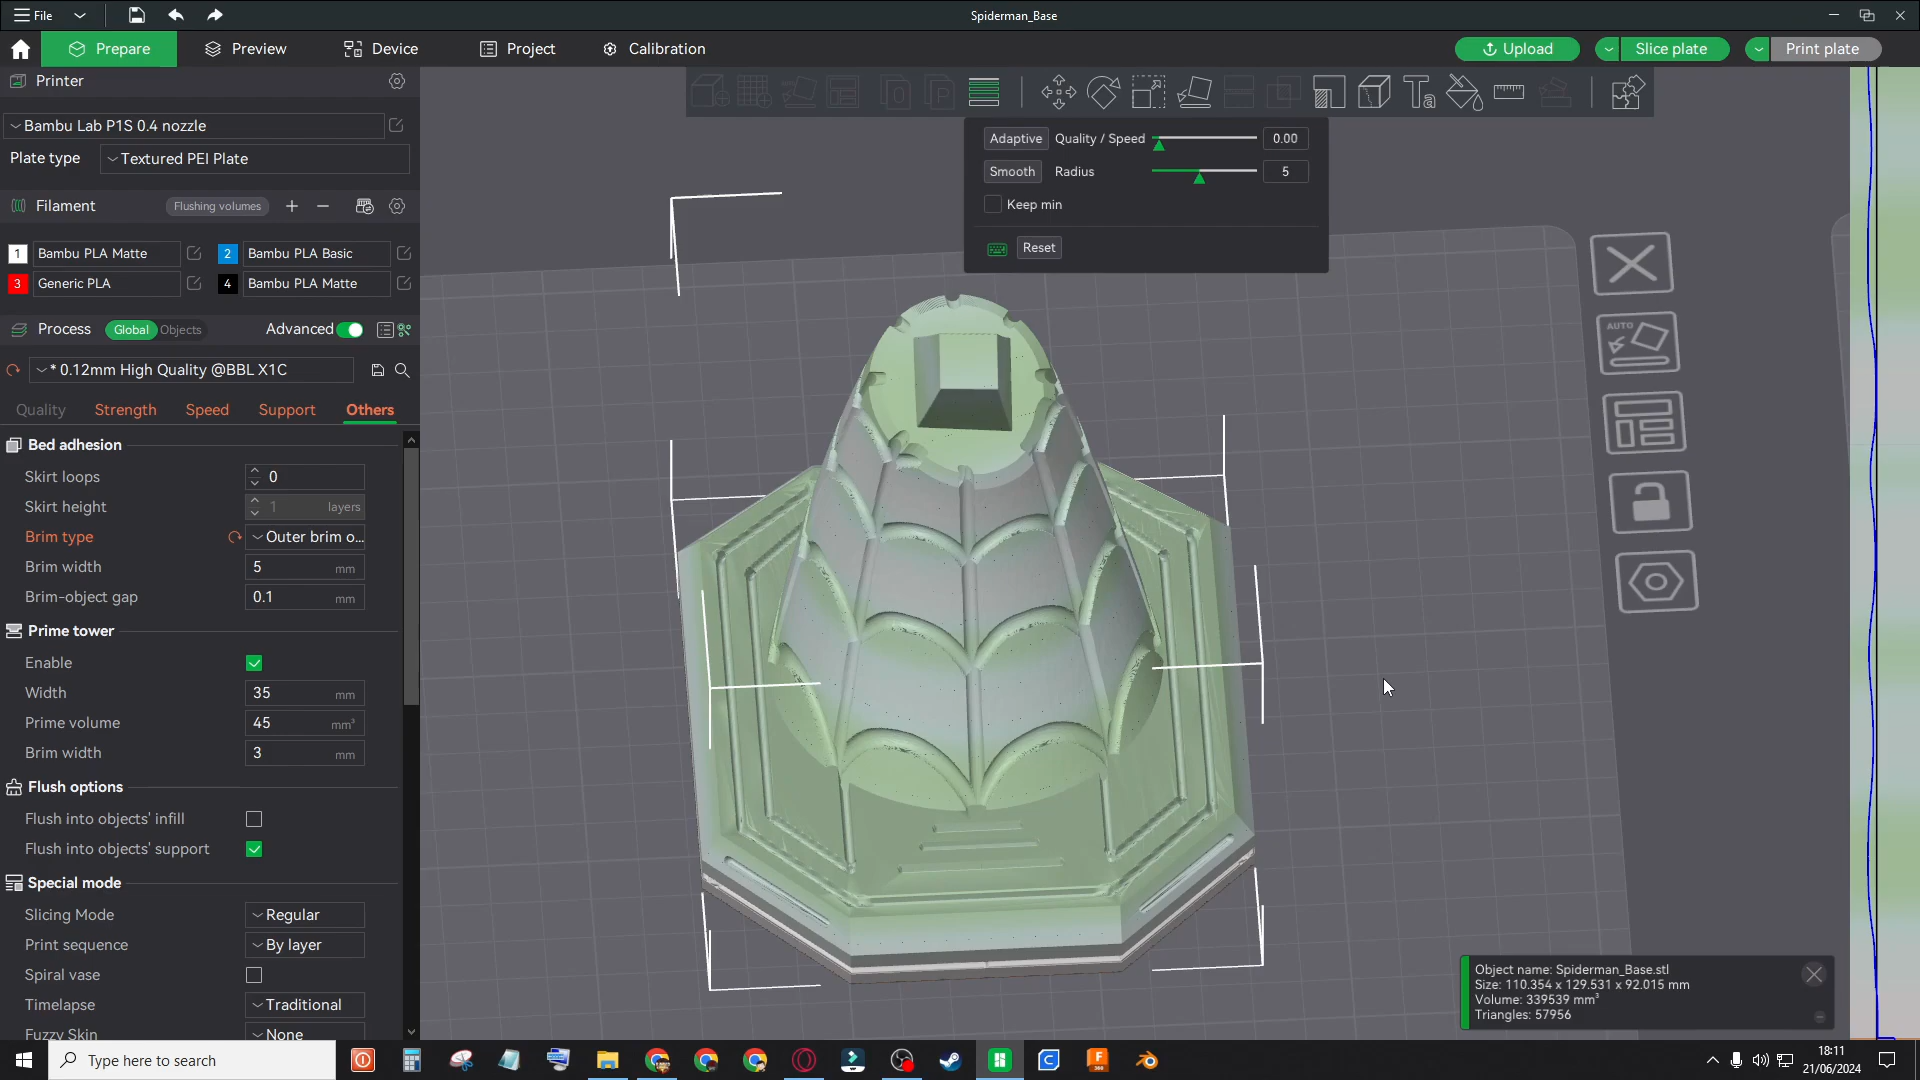 File
Spiderman_Base
Prepare
Preview
Device
Project
Calibration
Upload
Slice plate
Print plate
Printer
Bambu Lab P1S 0.4 nozzle
Plate type
Textured PEI Plate
Filament
Flushing volumes
1 Bambu PLA Matte
2 Bambu PLA Basic
3 Generic PLA
4 Bambu PLA Matte
Process
Global
Objects
Advanced
* 0.12mm High Quality @BBL X1C
Quality
Strength
Speed
Support
Others
Bed adhesion
Skirt loops
0
Skirt height
1 layers
Brim type
Outer brim o...
Brim width
5 mm
Brim-object gap
0.1 mm
Prime tower
Enable
Width
35 mm
Prime volume
45 mm³
Brim width
3 mm
Flush options
Flush into objects' infill
Flush into objects' support
Special mode
Slicing Mode
Regular
Print sequence
By layer
Spiral vase
Timelapse
Traditional
Fuzzy Skin
None
Adaptive
Quality / Speed
0.00
Smooth
Radius
5
Keep min
Reset
AUTO
Object name: Spiderman_Base.stl
Size: 110.354 x 129.531 x 92.015 mm
Volume: 339539 mm³
Triangles: 57956
Type here to search
18:11
21/06/2024